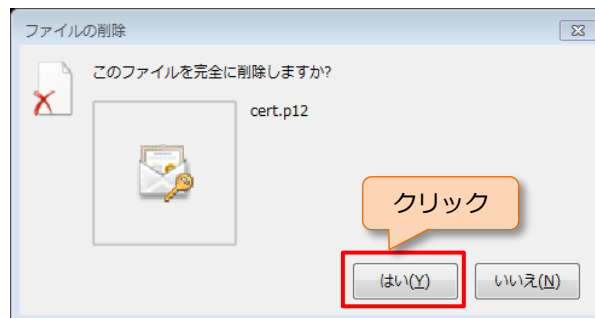 ファイルの削除
このファイルを完全に削除しますか?
cert.p12
クリック
はい(Y)
いいえ(N)